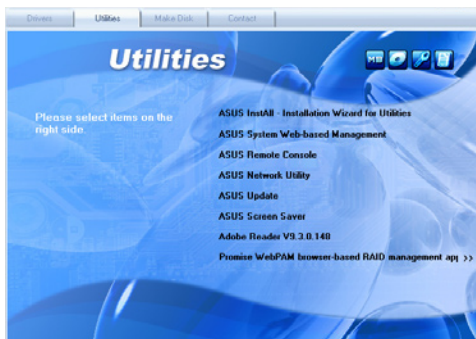 Drivers
Utilities
Make Disk
Contact
Utilities
MB
Please select items on the
right side.
ASUS InstAll - Installation Wizard for Utilities
ASUS System Web-based Management
ASUS Remote Console
ASUS Network Utility
ASUS Update
ASUS Screen Saver
Adobe Reader V9.3.0.148
Promise WebPAM browser-based RAID management app >>